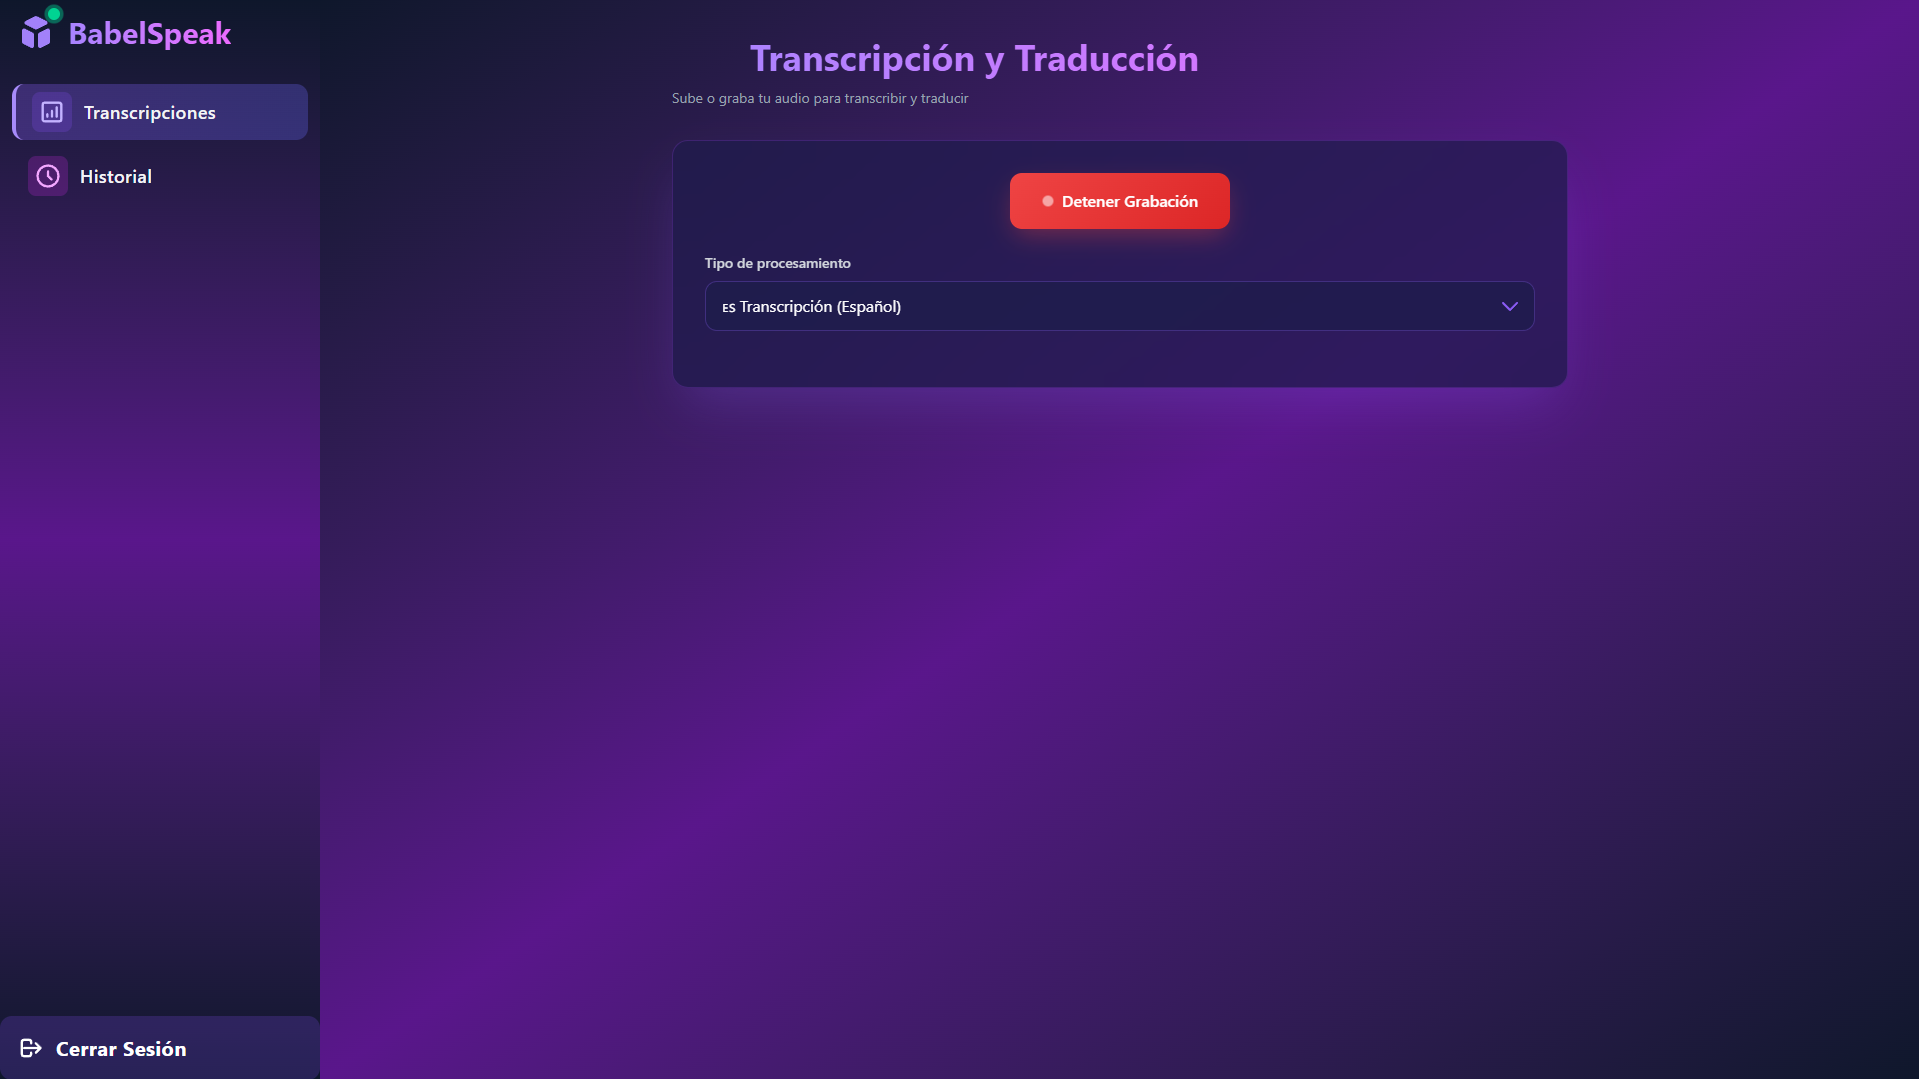 BabelSpeak
Transcripciones
Historial
Cerrar Sesión
Transcripción y Traducción
Sube o graba tu audio para transcribir y traducir
Detener Grabación
Tipo de procesamiento
ES Transcripción (Español)